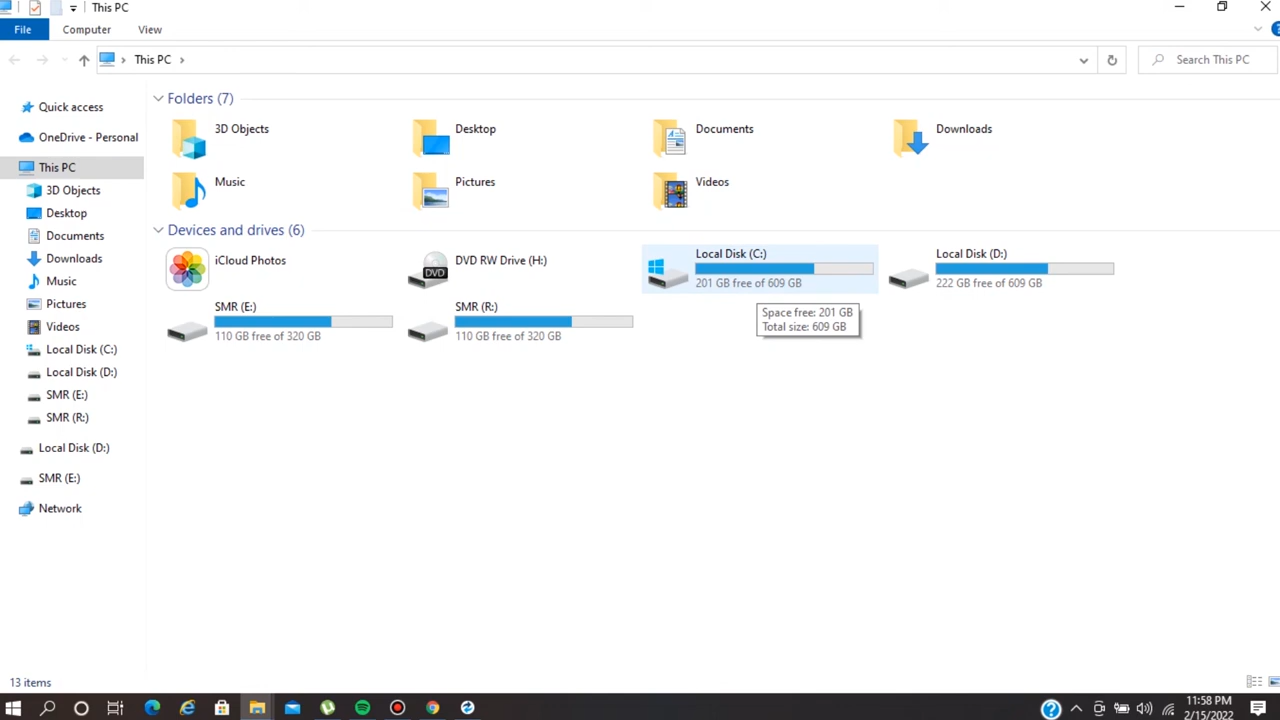 This PC
File
Computer
View
This PC
Search This PC
Quick access
OneDrive - Personal
This PC
3D Objects
Desktop
Documents
Downloads
Music
Pictures
Videos
Local Disk (C:)
Local Disk (D:)
SMR (E:)
SMR (R:)
Local Disk (D:)
SMR (E:)
Network
Folders (7)
3D Objects
Desktop
Documents
Downloads
Music
Pictures
Videos
Devices and drives (6)
iCloud Photos
DVD RW Drive (H:)
DVD
Local Disk (C:)
201 GB free of 609 GB
Local Disk (D:)
222 GB free of 609 GB
SMR (E:)
110 GB free of 320 GB
SMR (R:)
110 GB free of 320 GB
Space free: 201 GB
Total size: 609 GB
13 items
11:58 PM
2/15/2022